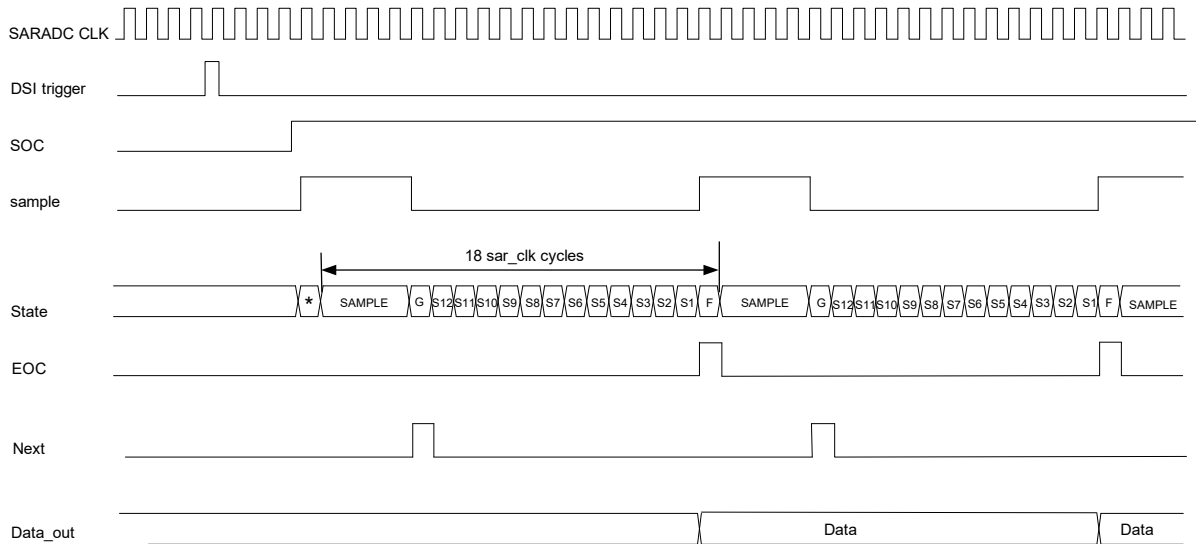 SARADC CLK
DSI trigger
SOC
sample
18 sar_clk cycles
State * SAMPLE G S12 S11 S10 S9 S8 S7 S6 S5 S4 S3 S2 S1 F SAMPLE G S12 S11 S10 S9 S8 S7 S6 S5 S4 S3 S2 S1 F SAMPLE
EOC
Next
Data_out Data Data